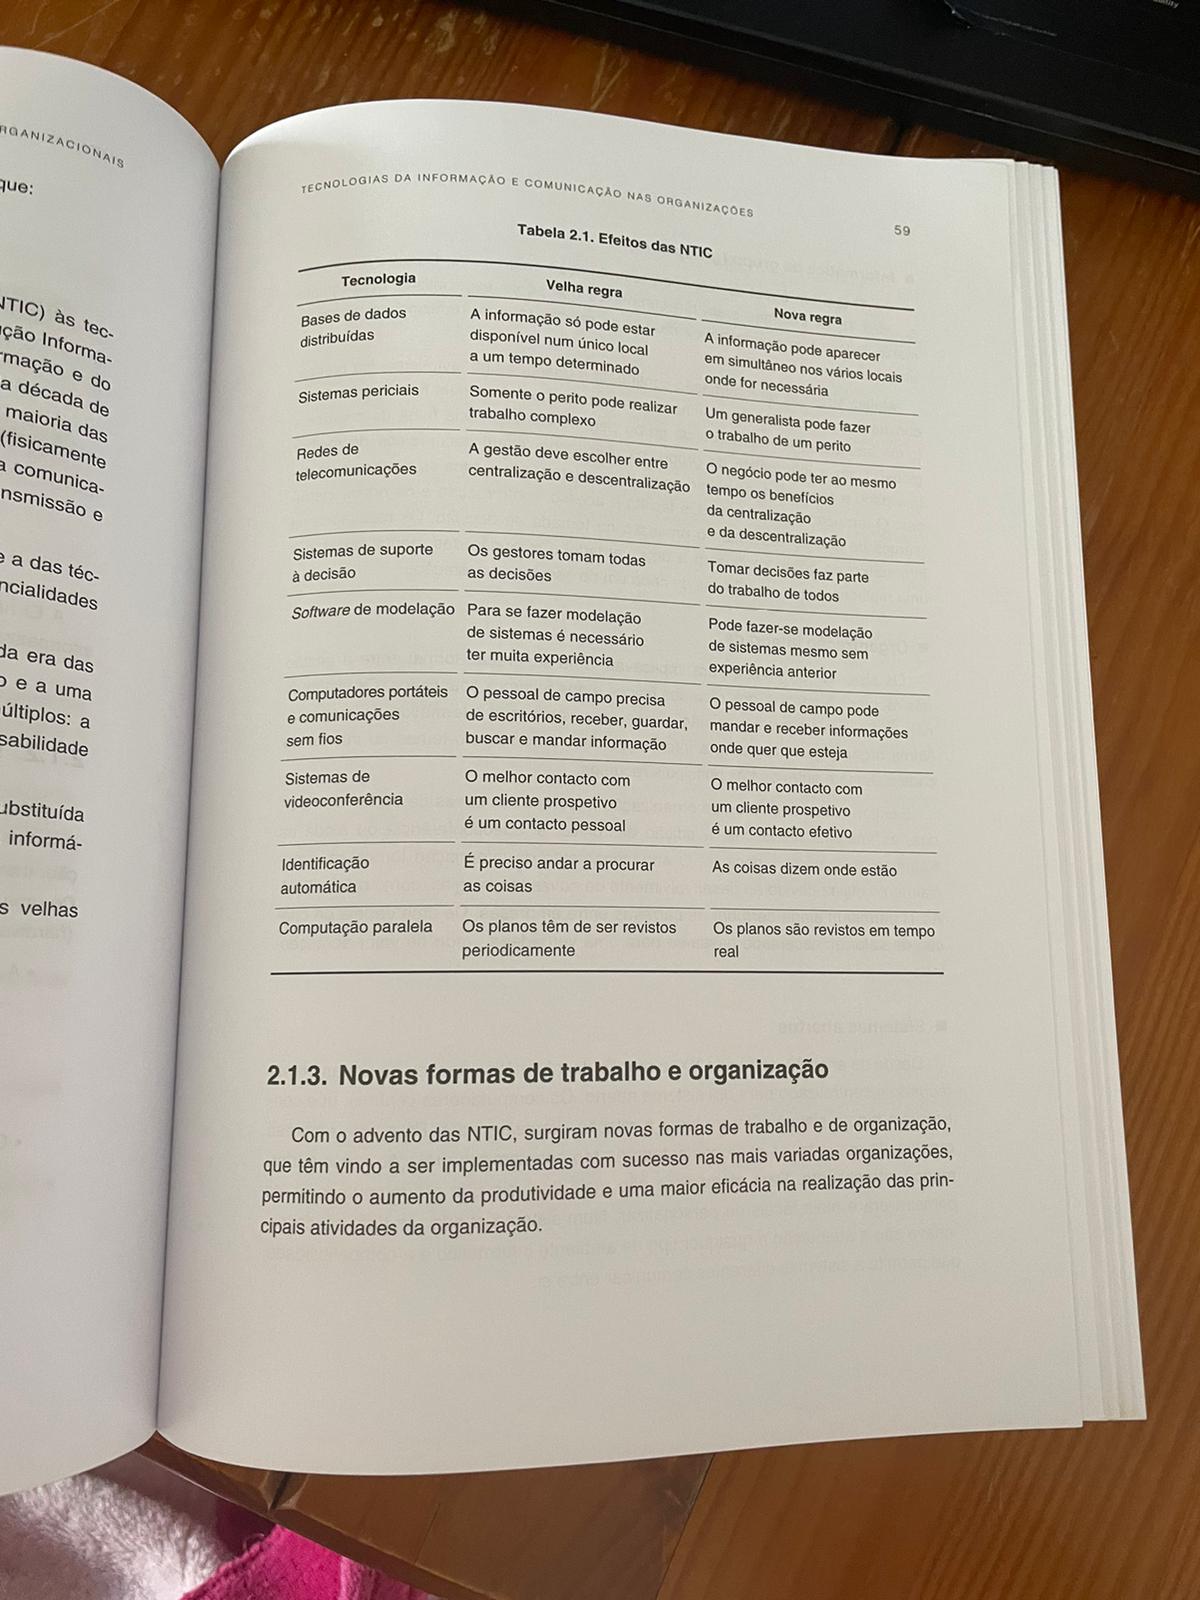 RGANIZACIONAIS
que:
NTIC) às tec-
ção Informa-
rmação e do
a década de
maioria das
(fisicamente
a comunica-
nsmissão e
e a das téc-
ncialidades
da era das
o e a uma
últiplos: a
sabilidade
ubstituída
informá-
s velhas
TECNOLOGIAS DA INFORMAÇÃO E COMUNICAÇÃO NAS ORGANIZAÇÕES
59
Tabela 2.1. Efeitos das NTIC
Tecnologia
Velha regra
Nova regra
Bases de dados
distribuídas
A informação só pode estar
disponível num único local
a um tempo determinado
A informação pode aparecer
em simultâneo nos vários locais
onde for necessária
Sistemas periciais
Somente o perito pode realizar
trabalho complexo
Um generalista pode fazer
o trabalho de um perito
Redes de
telecomunicações
A gestão deve escolher entre
centralização e descentralização
O negócio pode ter ao mesmo
tempo os benefícios
da centralização
e da descentralização
Sistemas de suporte
à decisão
Os gestores tomam todas
as decisões
Tomar decisões faz parte
do trabalho de todos
Software de modelação
Para se fazer modelação
de sistemas é necessário
ter muita experiência
Pode fazer-se modelação
de sistemas mesmo sem
experiência anterior
Computadores portáteis
e comunicações
sem fios
O pessoal de campo precisa
de escritórios, receber, guardar,
buscar e mandar informação
O pessoal de campo pode
mandar e receber informações
onde quer que esteja
Sistemas de
videoconferência
O melhor contacto com
um cliente prospetivo
é um contacto pessoal
O melhor contacto com
um cliente prospetivo
é um contacto efetivo
Identificação
automática
É preciso andar a procurar
as coisas
As coisas dizem onde estão
Computação paralela
Os planos têm de ser revistos
periodicamente
Os planos são revistos em tempo
real
2.1.3. Novas formas de trabalho e organização
Com o advento das NTIC, surgiram novas formas de trabalho e de organização,
que têm vindo a ser implementadas com sucesso nas mais variadas organizações,
permitindo o aumento da produtividade e uma maior eficácia na realização das prin-
cipais atividades da organização.